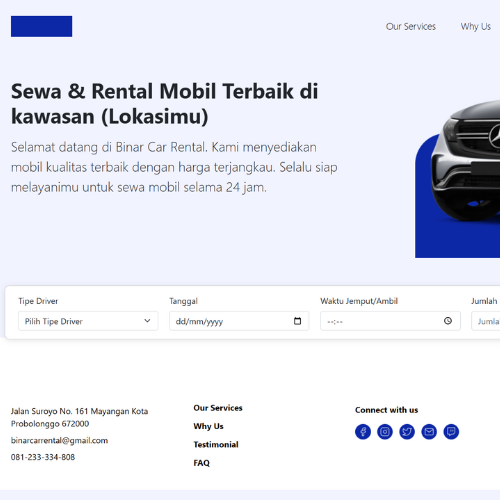 Our Services Why Us
Sewa & Rental Mobil Terbaik di
kawasan (Lokasimu)
Selamat datang di Binar Car Rental. Kami menyediakan
mobil kualitas terbaik dengan harga terjangkau. Selalu siap
melayanimu untuk sewa mobil selama 24 jam.
Tipe Driver Tanggal Waktu Jemput/Ambil Jumlah
Pilih Tipe Driver dd/mm/yyyy --:-- Jumla
Jalan Suroyo No. 161 Mayangan Kota
Probolonggo 672000
binarcarrental@gmail.com
081-233-334-808
Our Services
Why Us
Testimonial
FAQ
Connect with us